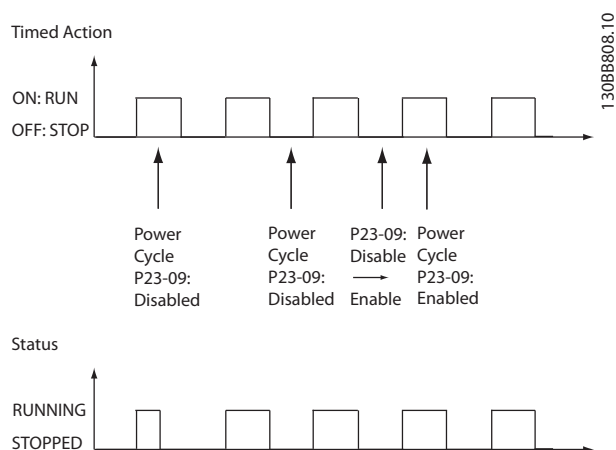 Timed Action
130BB808.10
ON: RUN
OFF: STOP
Power
Cycle
P23-09:
Disabled
Power
Cycle
P23-09:
Disabled
P23-09:
Disable
Enable
Power
Cycle
P23-09:
Enabled
Status
RUNNING
STOPPED